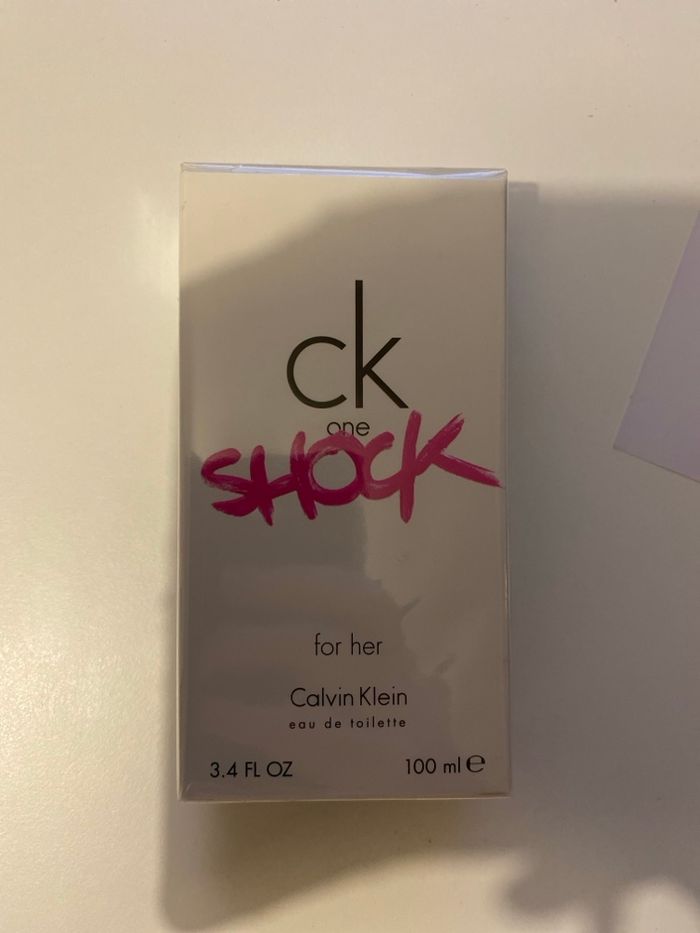 ck
one
SHOCK
for her
Calvin Klein
eau de toilette
3.4 FL OZ 100 ml ℮